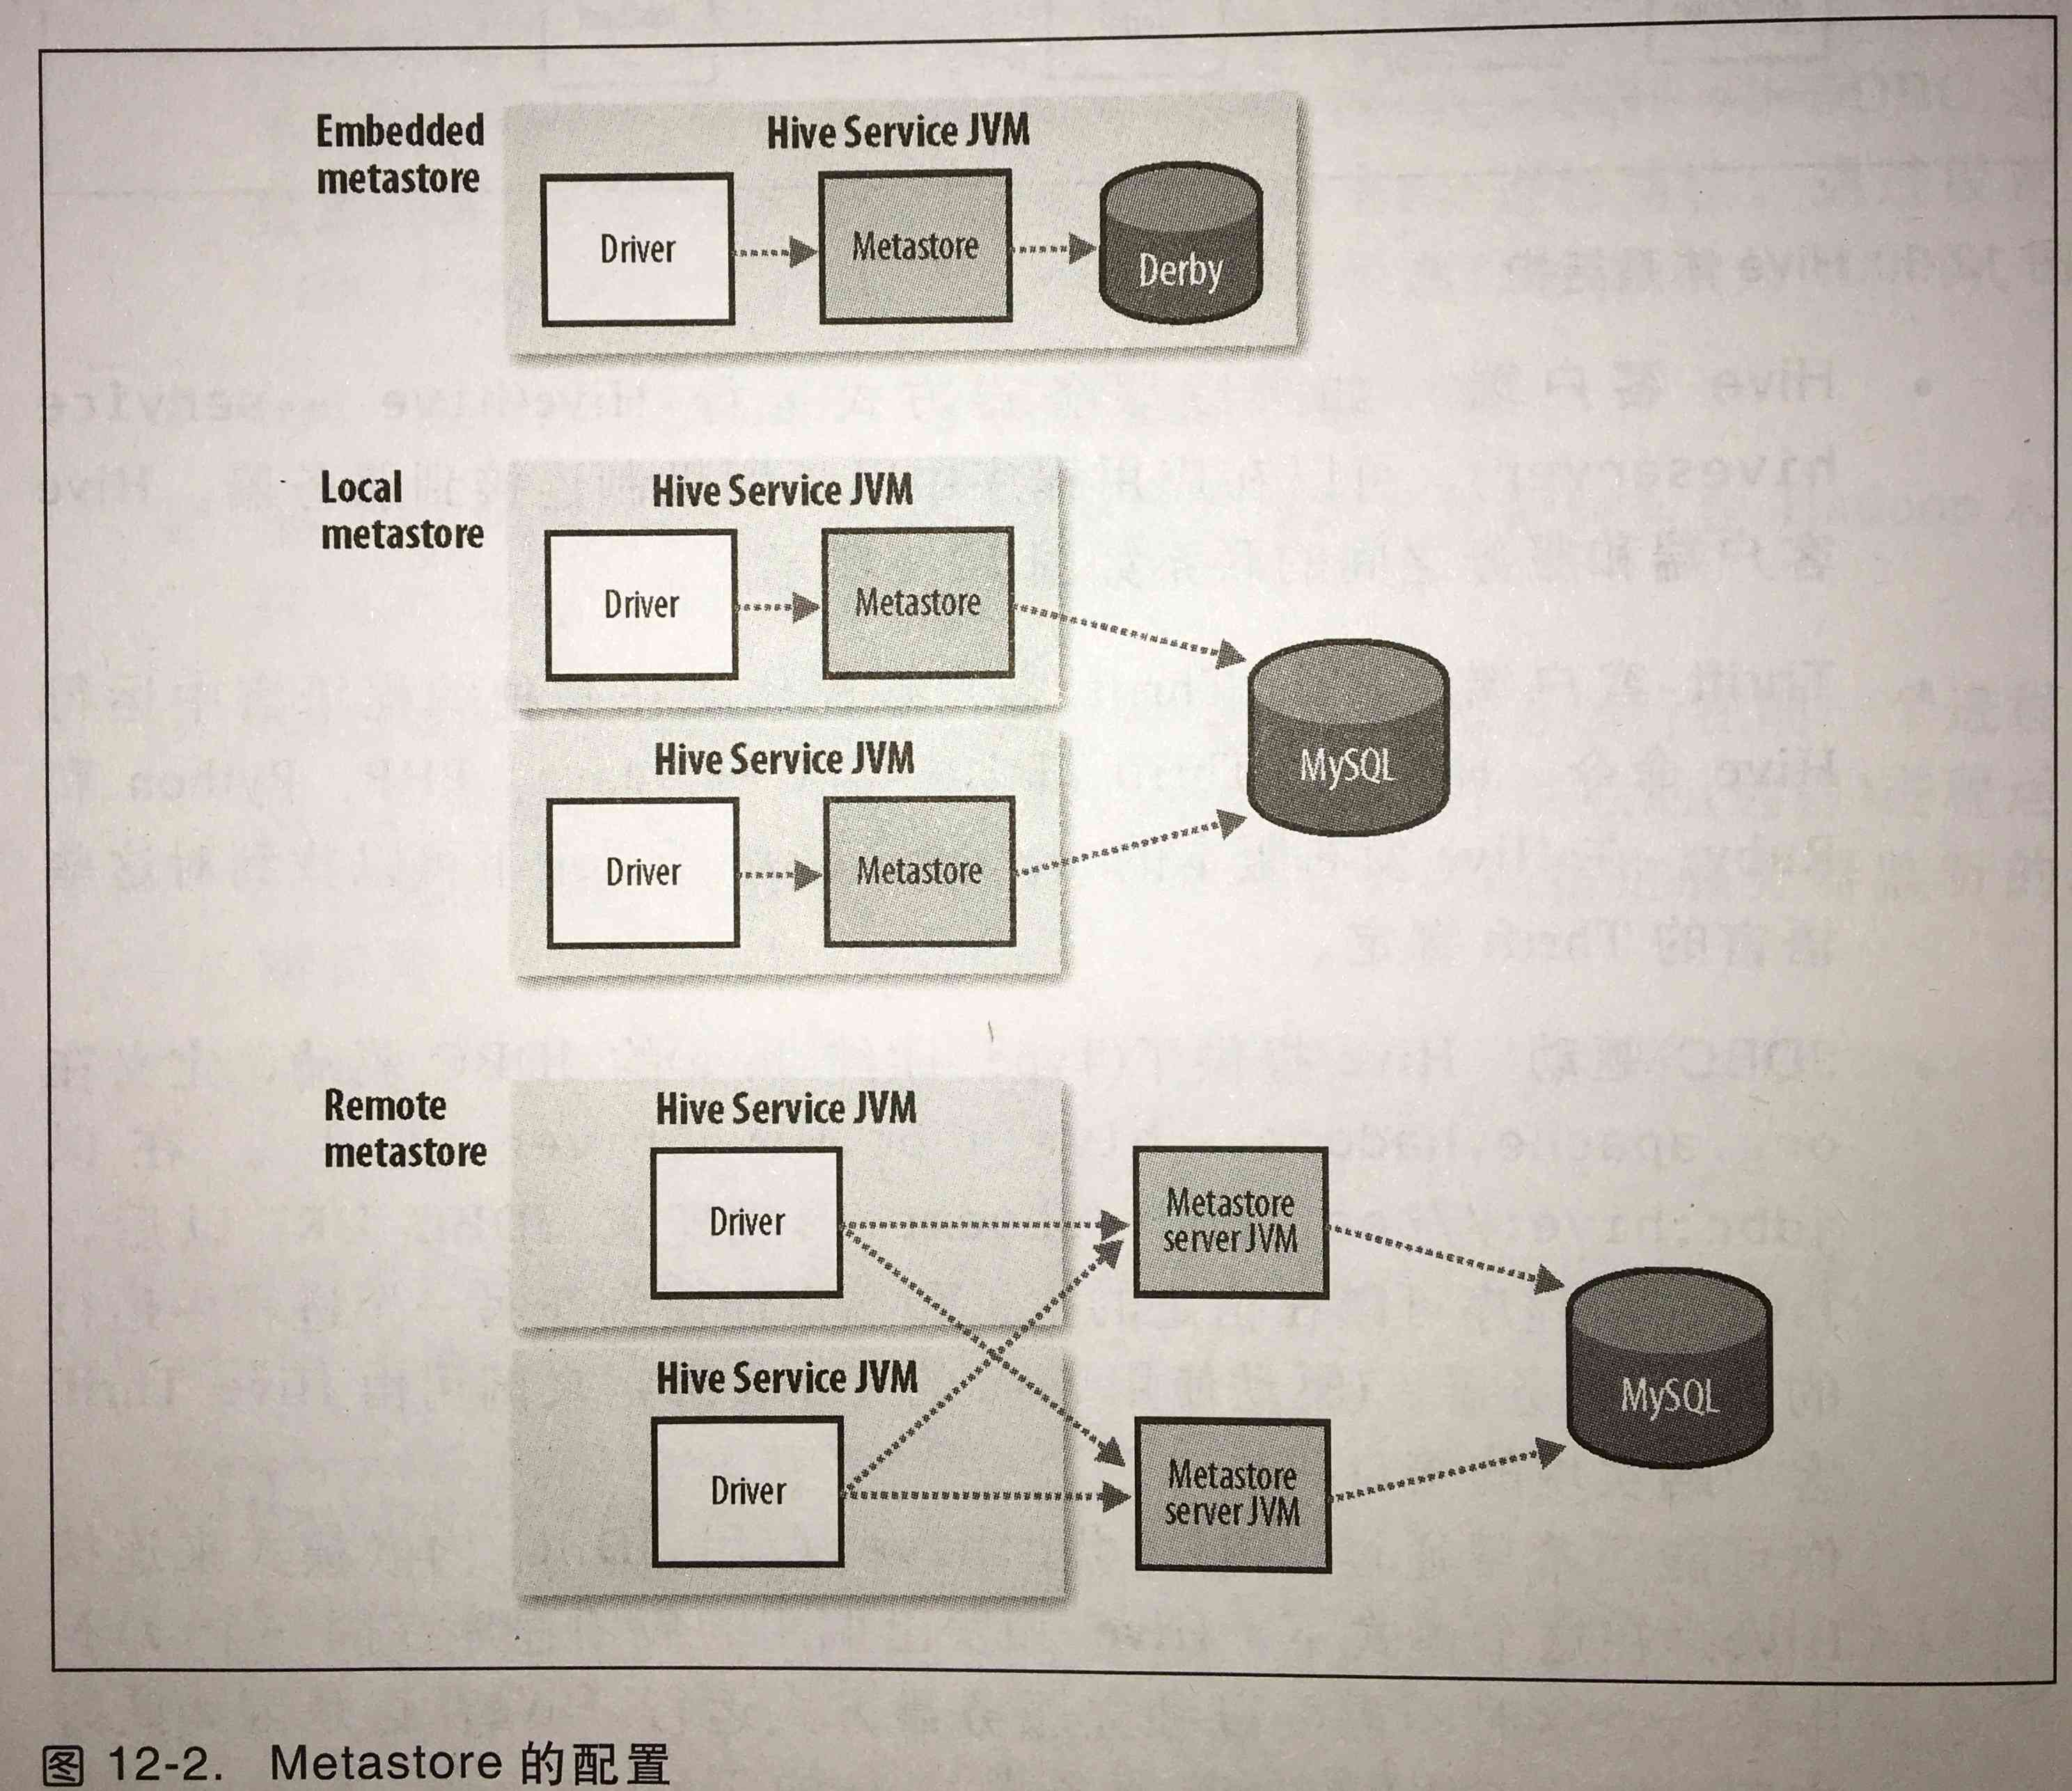 Embedded
metastore
Hive Service JVM
Driver
Metastore
Derby
Local
metastore
Hive Service JVM
Driver
Metastore
Hive Service JVM
Driver
Metastore
MySQL
Remote
metastore
Hive Service JVM
Driver
Metastore
server JVM
Hive Service JVM
Driver
Metastore
server JVM
MySQL
图 12-2. Metastore 的配置